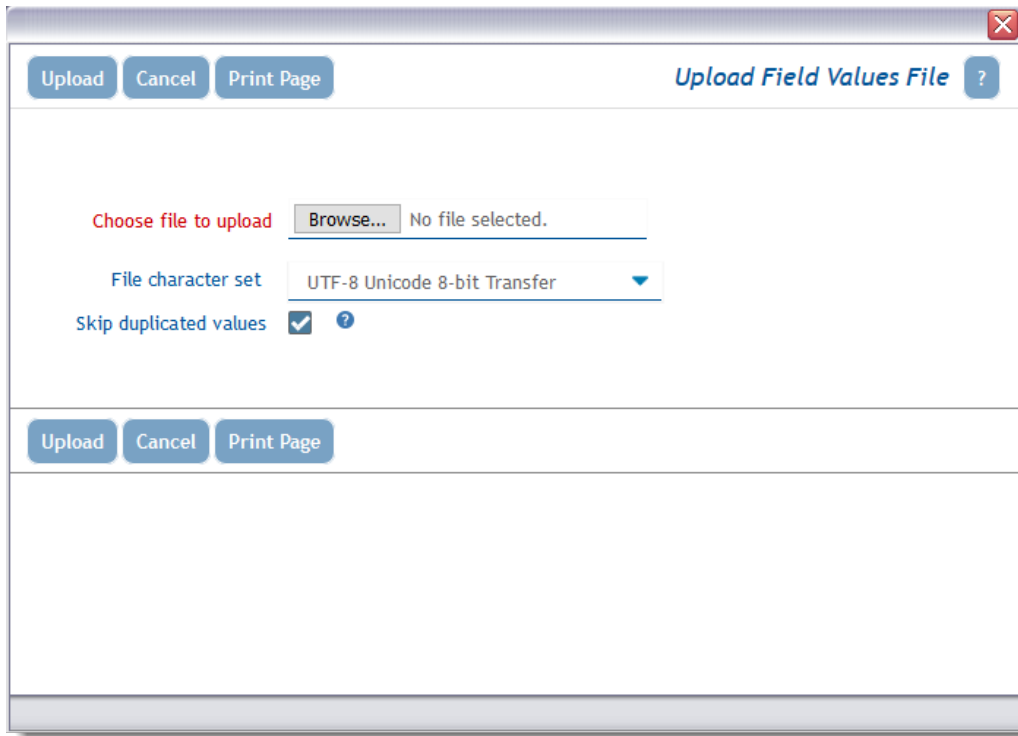 Upload Cancel Print Page Upload Field Values File ?
Choose file to upload Browse... No file selected.
File character set UTF-8 Unicode 8-bit Transfer
Skip duplicated values ?
Upload Cancel Print Page